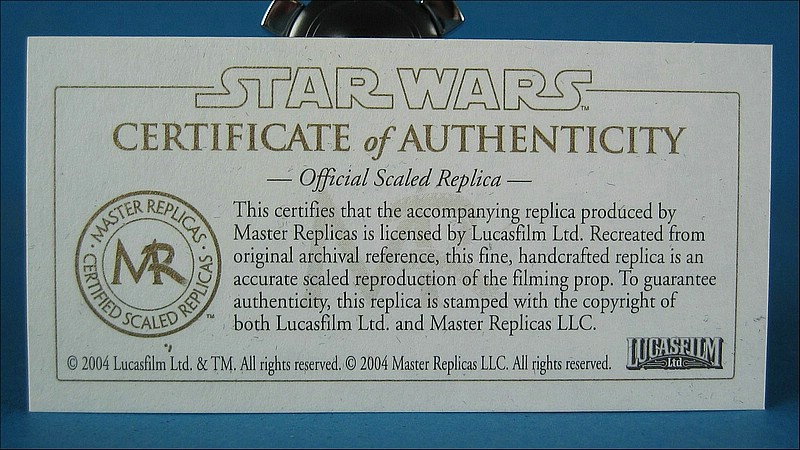 STAR WARS™
CERTIFICATE of AUTHENTICITY
— Official Scaled Replica —
This certifies that the accompanying replica produced by
Master Replicas is licensed by Lucasfilm Ltd. Recreated from
original archival reference, this fine, handcrafted replica is an
accurate scaled reproduction of the filming prop. To guarantee
authenticity, this replica is stamped with the copyright of
both Lucasfilm Ltd. and Master Replicas LLC.
· MASTER REPLICAS ·
CERTIFIED SCALED REPLICAS
MR
™
LUCASFILM
Ltd
© 2004 Lucasfilm Ltd. & TM. All rights reserved. © 2004 Master Replicas LLC. All rights reserved.